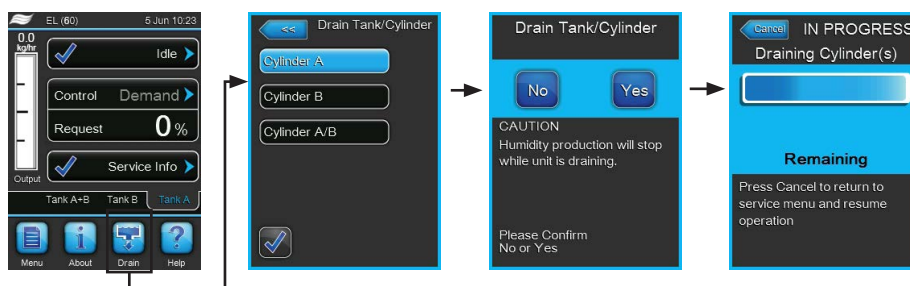 EL (60) 5 Jun 10:23
0.0
kg/hr
Idle
Control Demand
Request 0 %
Service Info
Output
Tank A+B Tank B Tank A
Menu About Drain Help
<< Drain Tank/Cylinder
Cylinder A
Cylinder B
Cylinder A/B
Drain Tank/Cylinder
No Yes
CAUTION
Humidity production will stop
while unit is draining.
Please Confirm
No or Yes
Cancel IN PROGRESS
Draining Cylinder(s)
Remaining
Press Cancel to return to
service menu and resume
operation